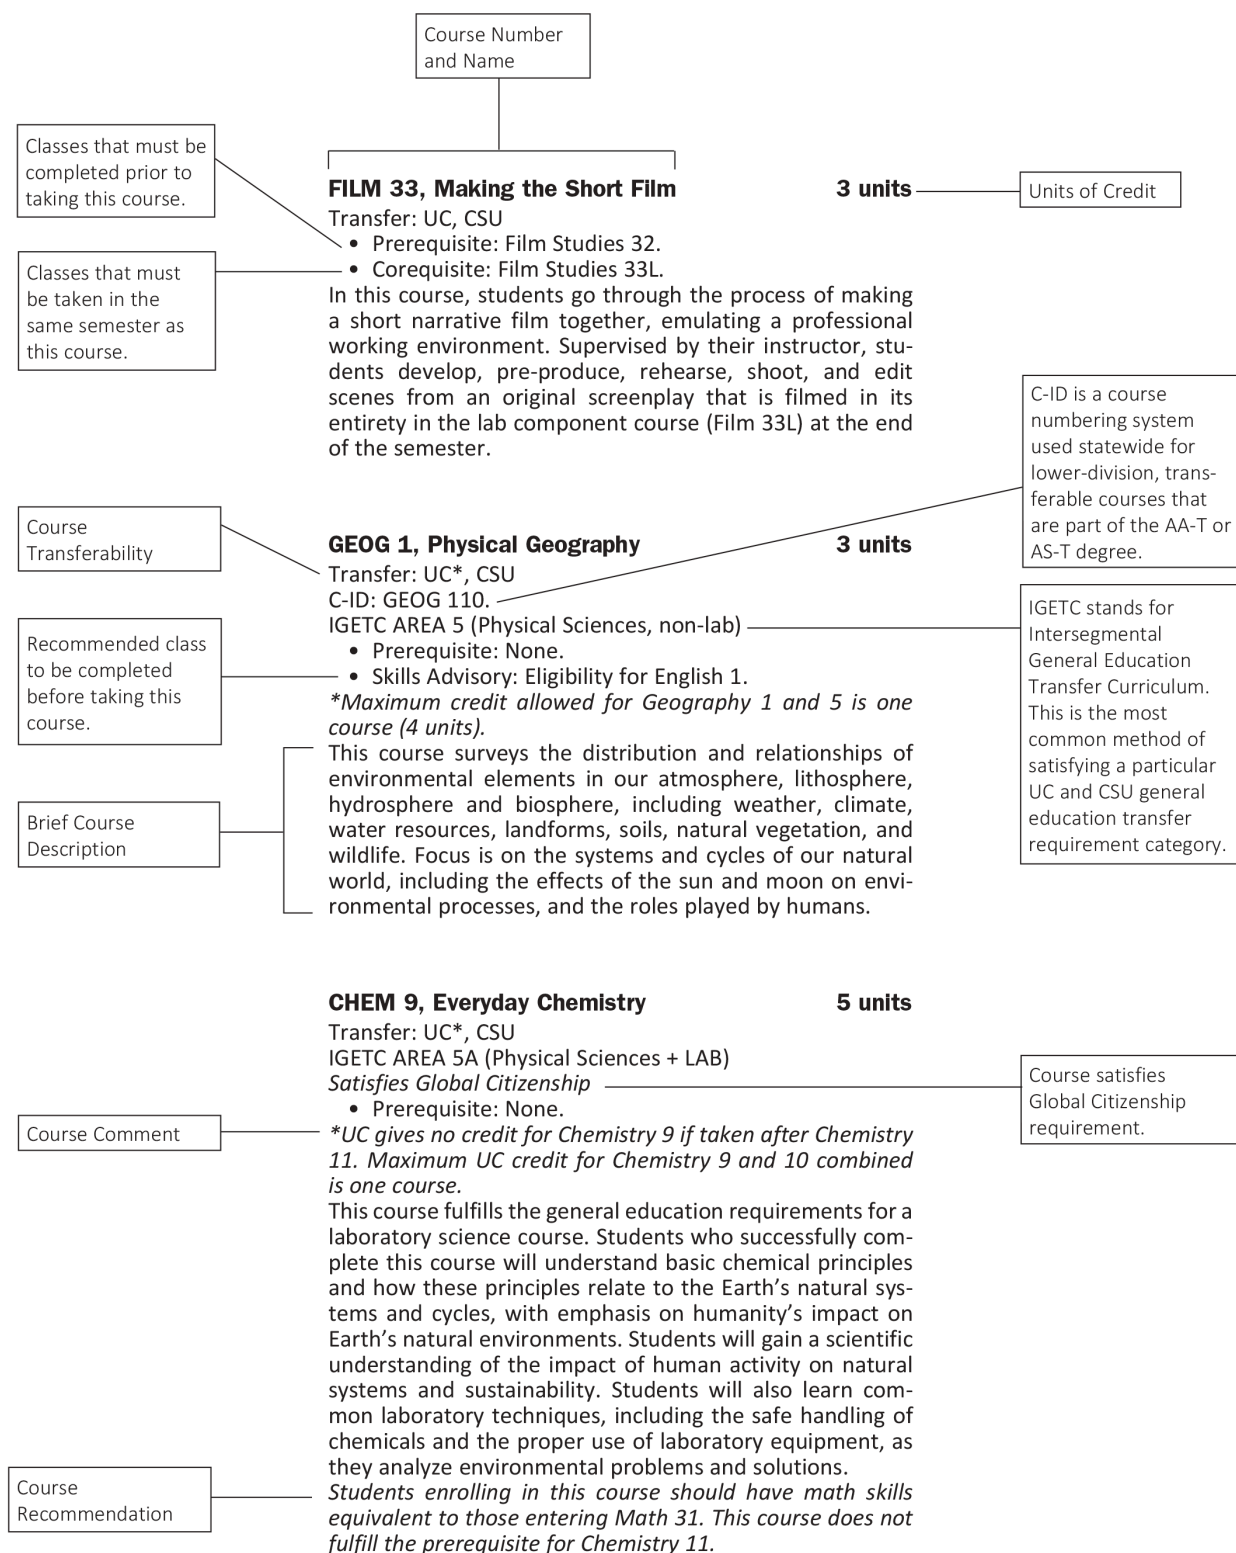 Course Number
and Name
Classes that must be
completed prior to
taking this course.
Classes that must
be taken in the
same semester as
this course.
FILM 33, Making the Short Film 3 units
Units of Credit
Transfer: UC, CSU
• Prerequisite: Film Studies 32.
• Corequisite: Film Studies 33L.
In this course, students go through the process of making
a short narrative film together, emulating a professional
working environment. Supervised by their instructor, stu-
dents develop, pre-produce, rehearse, shoot, and edit
scenes from an original screenplay that is filmed in its
entirety in the lab component course (Film 33L) at the end
of the semester.
C-ID is a course
numbering system
used statewide for
lower-division, trans-
ferable courses that
are part of the AA-T or
AS-T degree.
Course
Transferability
GEOG 1, Physical Geography 3 units
Transfer: UC*, CSU
C-ID: GEOG 110.
IGETC AREA 5 (Physical Sciences, non-lab)
• Prerequisite: None.
• Skills Advisory: Eligibility for English 1.
*Maximum credit allowed for Geography 1 and 5 is one
course (4 units).
This course surveys the distribution and relationships of
environmental elements in our atmosphere, lithosphere,
hydrosphere and biosphere, including weather, climate,
water resources, landforms, soils, natural vegetation, and
wildlife. Focus is on the systems and cycles of our natural
world, including the effects of the sun and moon on envi-
ronmental processes, and the roles played by humans.
Recommended class
to be completed
before taking this
course.
Brief Course
Description
IGETC stands for
Intersegmental
General Education
Transfer Curriculum.
This is the most
common method of
satisfying a particular
UC and CSU general
education transfer
requirement category.
CHEM 9, Everyday Chemistry 5 units
Transfer: UC*, CSU
IGETC AREA 5A (Physical Sciences + LAB)
Satisfies Global Citizenship
• Prerequisite: None.
*UC gives no credit for Chemistry 9 if taken after Chemistry
11. Maximum UC credit for Chemistry 9 and 10 combined
is one course.
This course fulfills the general education requirements for a
laboratory science course. Students who successfully com-
plete this course will understand basic chemical principles
and how these principles relate to the Earth’s natural sys-
tems and cycles, with emphasis on humanity’s impact on
Earth’s natural environments. Students will gain a scientific
understanding of the impact of human activity on natural
systems and sustainability. Students will also learn com-
mon laboratory techniques, including the safe handling of
chemicals and the proper use of laboratory equipment, as
they analyze environmental problems and solutions.
Students enrolling in this course should have math skills
equivalent to those entering Math 31. This course does not
fulfill the prerequisite for Chemistry 11.
Course satisfies
Global Citizenship
requirement.
Course Comment
Course
Recommendation